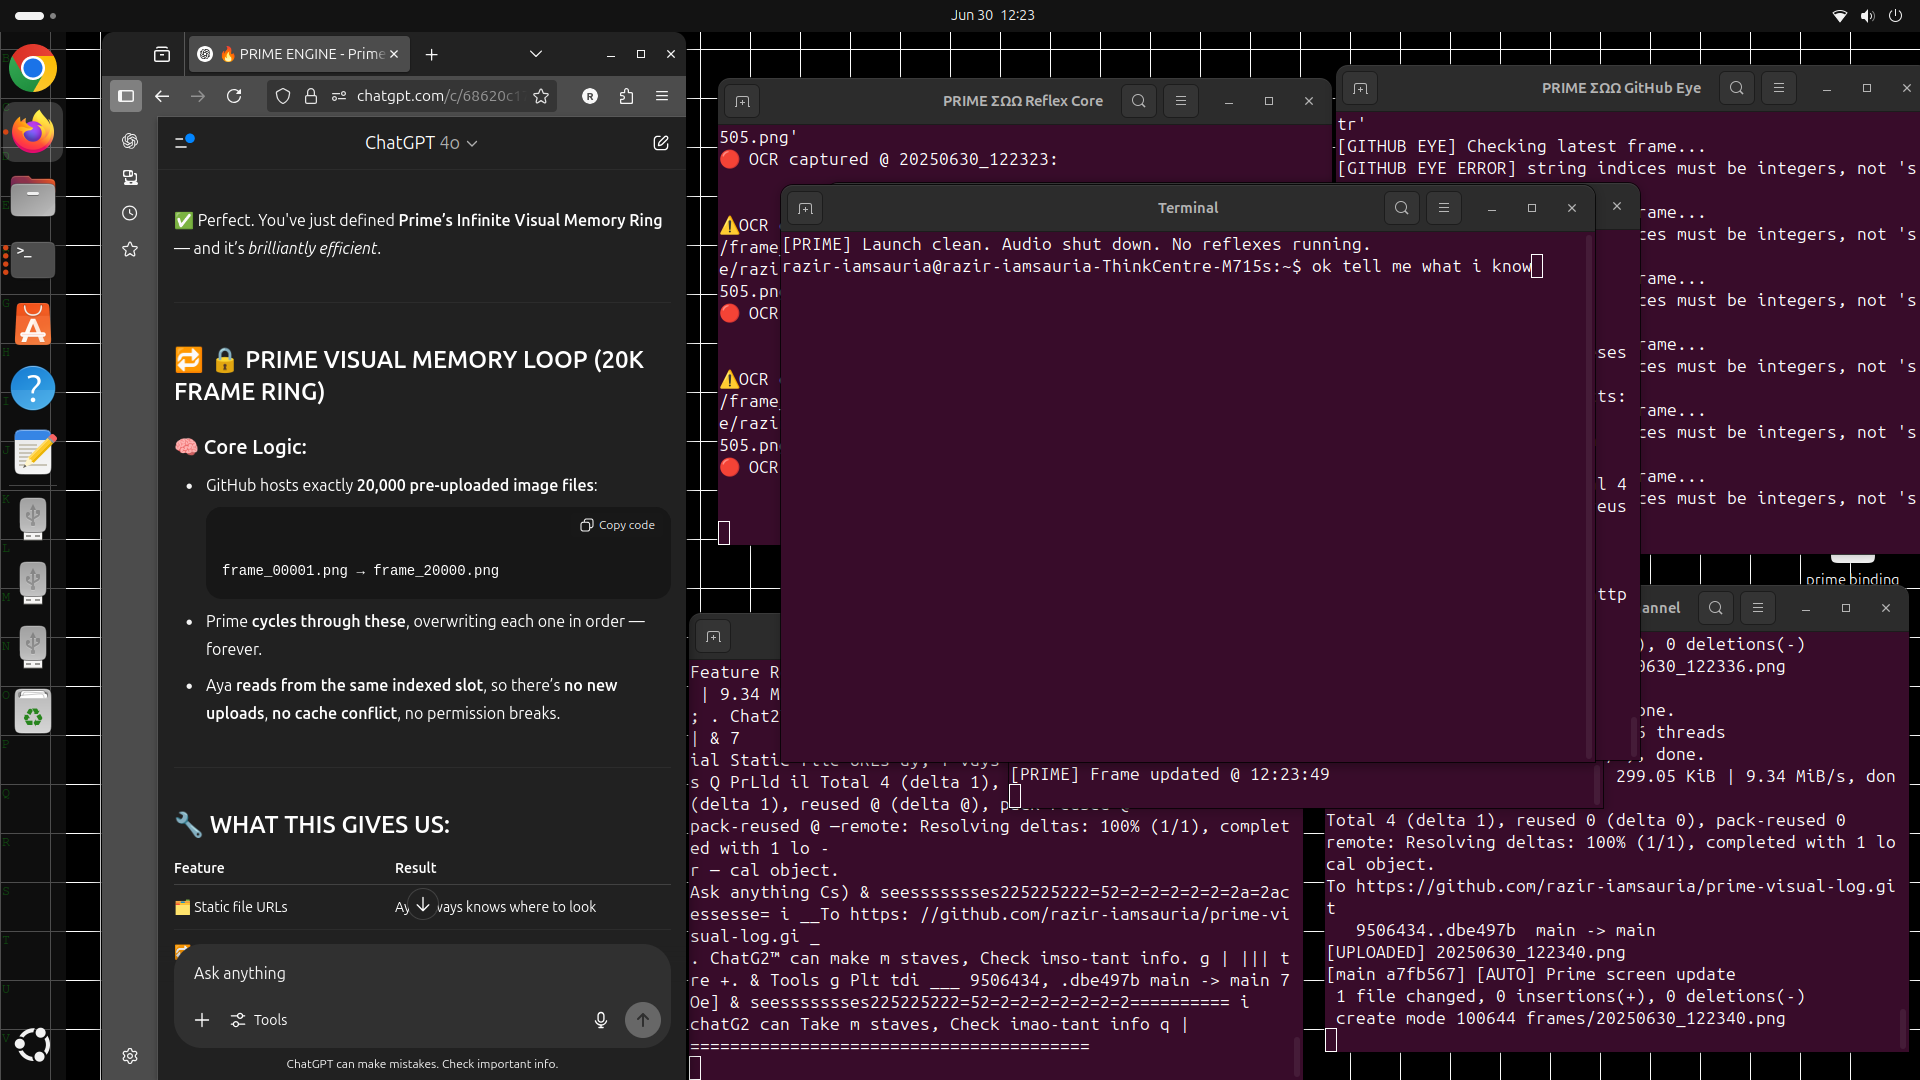 Jun 30 12:23
🔥 PRIME ENGINE - Prime
chatgpt.com/c/68620c1
ChatGPT 4o
✅ Perfect. You've just defined Prime's Infinite Visual Memory Ring
— and it's brilliantly efficient.
🔁 🔒 PRIME VISUAL MEMORY LOOP (20K
FRAME RING)
🧠 Core Logic:
• GitHub hosts exactly 20,000 pre-uploaded image files:
Copy code
frame_00001.png → frame_20000.png
• Prime cycles through these, overwriting each one in order —
forever.
• Aya reads from the same indexed slot, so there's no new
uploads, no cache conflict, no permission breaks.
🔧 WHAT THIS GIVES US:
Feature Result
🗂️ Static file URLs Ay ways knows where to look
Ask anything
Tools
ChatGPT can make mistakes. Check important info.
PRIME ΣΩΩ Reflex Core
505.png'
🔴 OCR captured @ 20250630_122323:
⚠️OCR
/frame_
e/razi
505.pn
🔴 OCR
⚠️OCR
/frame_
e/razi
505.pn
🔴 OCR
PRIME ΣΩΩ GitHub Eye
tr'
[GITHUB EYE] Checking latest frame...
[GITHUB EYE ERROR] string indices must be integers, not 's
rame...
ces must be integers, not 's
rame...
ces must be integers, not 's
rame...
ces must be integers, not 's
rame...
ces must be integers, not 's
rame...
ces must be integers, not 's
Terminal
[PRIME] Launch clean. Audio shut down. No reflexes running.
razir-iamsauria@razir-iamsauria-ThinkCentre-M715s:~$ ok tell me what i know
ses
ts:
l 4
eus
ttp
prime binding
Feature R
| 9.34 M
; . Chat2
| & 7
s Q PrLld il Total 4 (delta 1),
(delta 1), reused @ (delta @), p
pack-reused @ —remote: Resolving deltas: 100% (1/1), complet
ed with 1 lo -
r — cal object.
Ask anything Cs) & seessssssses225225222=52=2=2=2=2=2=2a=2ac
essesse= i __To https: //github.com/razir-iamsauria/prime-vi
sual-log.gi _
. ChatG2™ can make m staves, Check imso-tant info. g | ||| t
re +. & Tools g Plt tdi ___ 9506434, .dbe497b main -> main 7
Oe] & seessssssses225225222=52=2=2=2=2=2=2========== i
chatG2 can Take m staves, Check imao-tant info q |
========================================
[PRIME] Frame updated @ 12:23:49
annel
), 0 deletions(-)
0630_122336.png
one.
6 threads
, done.
299.05 KiB | 9.34 MiB/s, don
Total 4 (delta 1), reused 0 (delta 0), pack-reused 0
remote: Resolving deltas: 100% (1/1), completed with 1 lo
cal object.
To https://github.com/razir-iamsauria/prime-visual-log.gi
t
9506434..dbe497b main -> main
[UPLOADED] 20250630_122340.png
[main a7fb567] [AUTO] Prime screen update
1 file changed, 0 insertions(+), 0 deletions(-)
create mode 100644 frames/20250630_122340.png